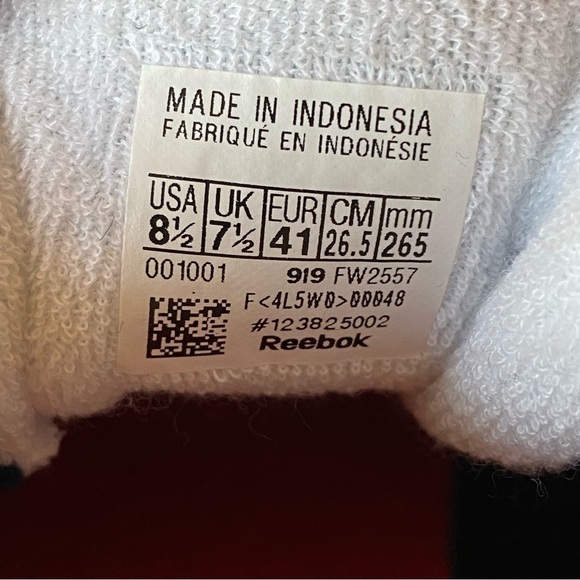 MADE IN INDONESIA
FABRIQUÉ EN INDONÉSIE
USA UK EUR CM mm
8½ 7½ 41 26.5 265
001001 919 FW2557
F<4L5W0>00048
#123825002
Reebok